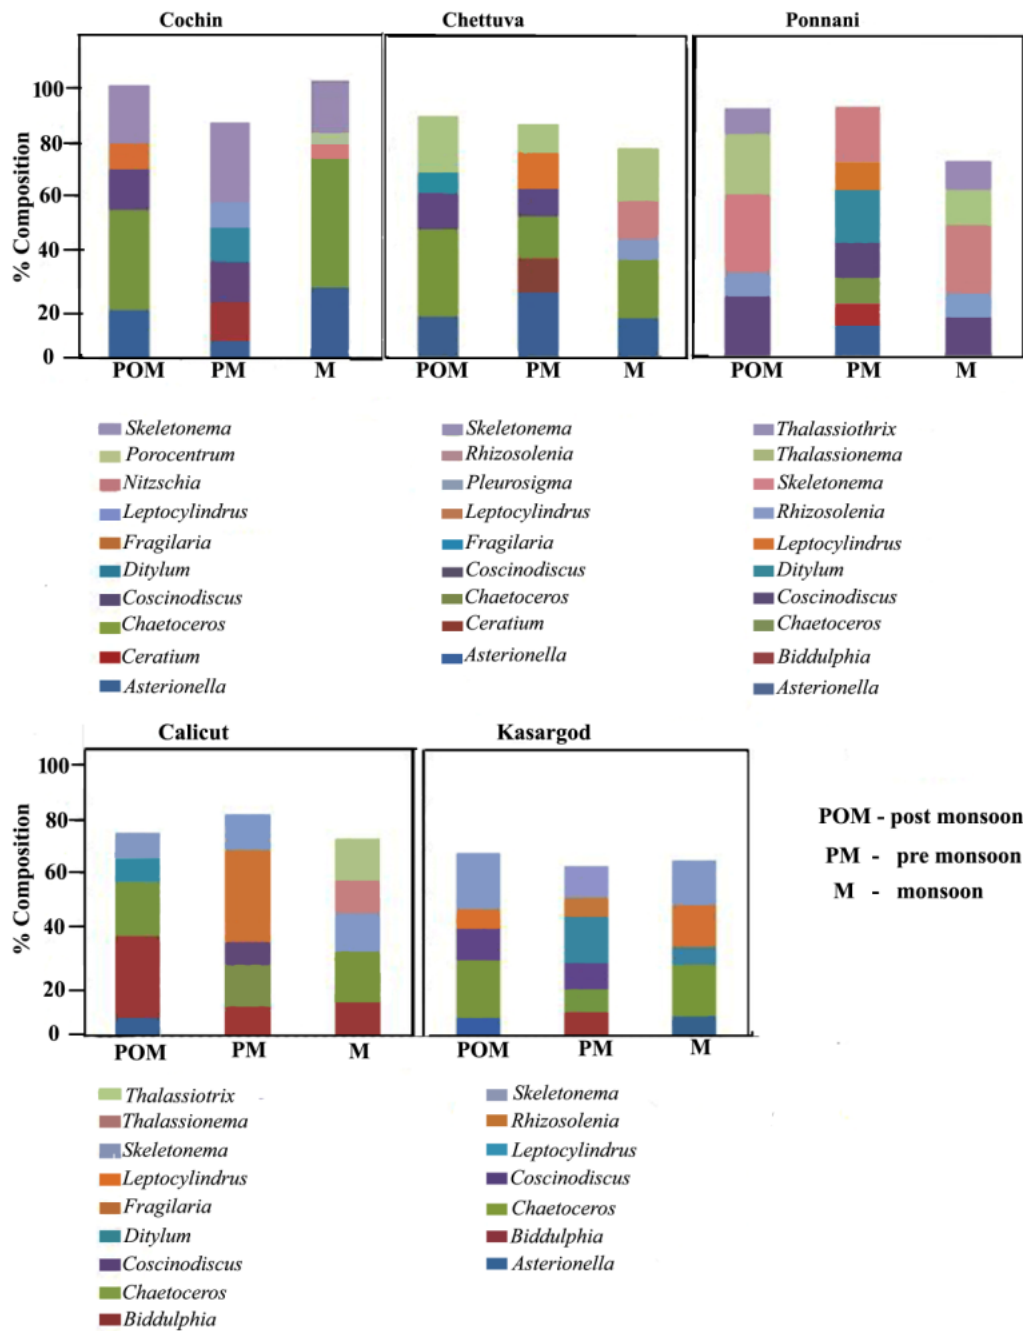 Cochin
Chettuva
Ponnani
% Composition
100
80
60
40
20
0
POM PM M
POM PM M
POM PM M
Skeletonema
Porocentrum
Nitzschia
Leptocylindrus
Fragilaria
Ditylum
Coscinodiscus
Chaetoceros
Ceratium
Asterionella
Skeletonema
Rhizosolenia
Pleurosigma
Leptocylindrus
Fragilaria
Coscinodiscus
Chaetoceros
Ceratium
Asterionella
Thalassiothrix
Thalassionema
Skeletonema
Rhizosolenia
Leptocylindrus
Ditylum
Coscinodiscus
Chaetoceros
Biddulphia
Asterionella
Calicut
Kasargod
% Composition
100
80
60
40
20
0
POM PM M
POM PM M
POM - post monsoon
PM - pre monsoon
M - monsoon
Thalassiotrix
Thalassionema
Skeletonema
Leptocylindrus
Fragilaria
Ditylum
Coscinodiscus
Chaetoceros
Biddulphia
Skeletonema
Rhizosolenia
Leptocylindrus
Coscinodiscus
Chaetoceros
Biddulphia
Asterionella